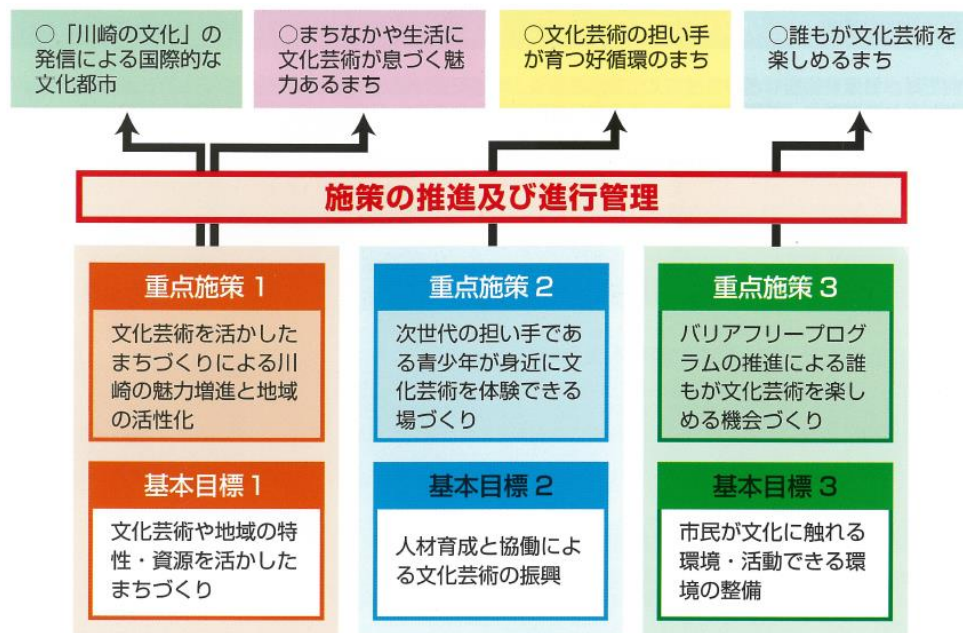 ○「川崎の文化」の
発信による国際的な
文化都市
○まちなかや生活に
文化芸術が息づく魅
力あるまち
○文化芸術の担い手
が育つ好循環のまち
○誰もが文化芸術を
楽しめるまち
施策の推進及び進行管理
重点施策1
文化芸術を活かした
まちづくりによる川
崎の魅力増進と地域
の活性化
基本目標1
文化芸術や地域の特
性・資源を活かした
まちづくり
重点施策2
次世代の担い手であ
る青少年が身近に文
化芸術を体験できる
場づくり
基本目標2
人材育成と協働によ
る文化芸術の振興
重点施策3
バリアフリープログ
ラムの推進による誰
もが文化芸術を楽し
める機会づくり
基本目標3
市民が文化に触れる
環境・活動できる環
境の整備